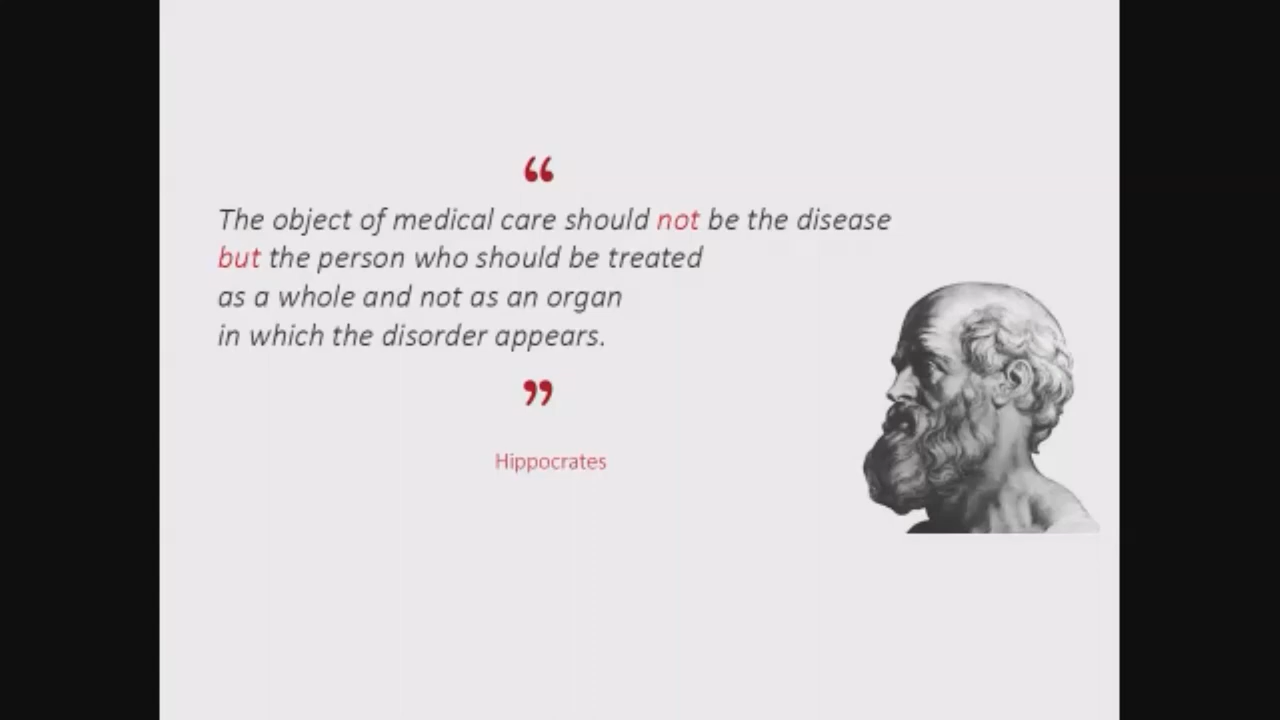 “
The object of medical care should not be the disease
but the person who should be treated
as a whole and not as an organ
in which the disorder appears.
”
Hippocrates